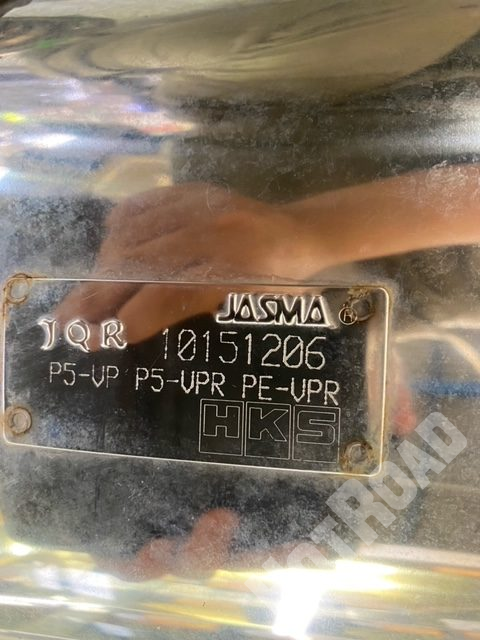 JASMA ®
JQR 10151206
P5-VP P5-VPR PE-VPR
HKS